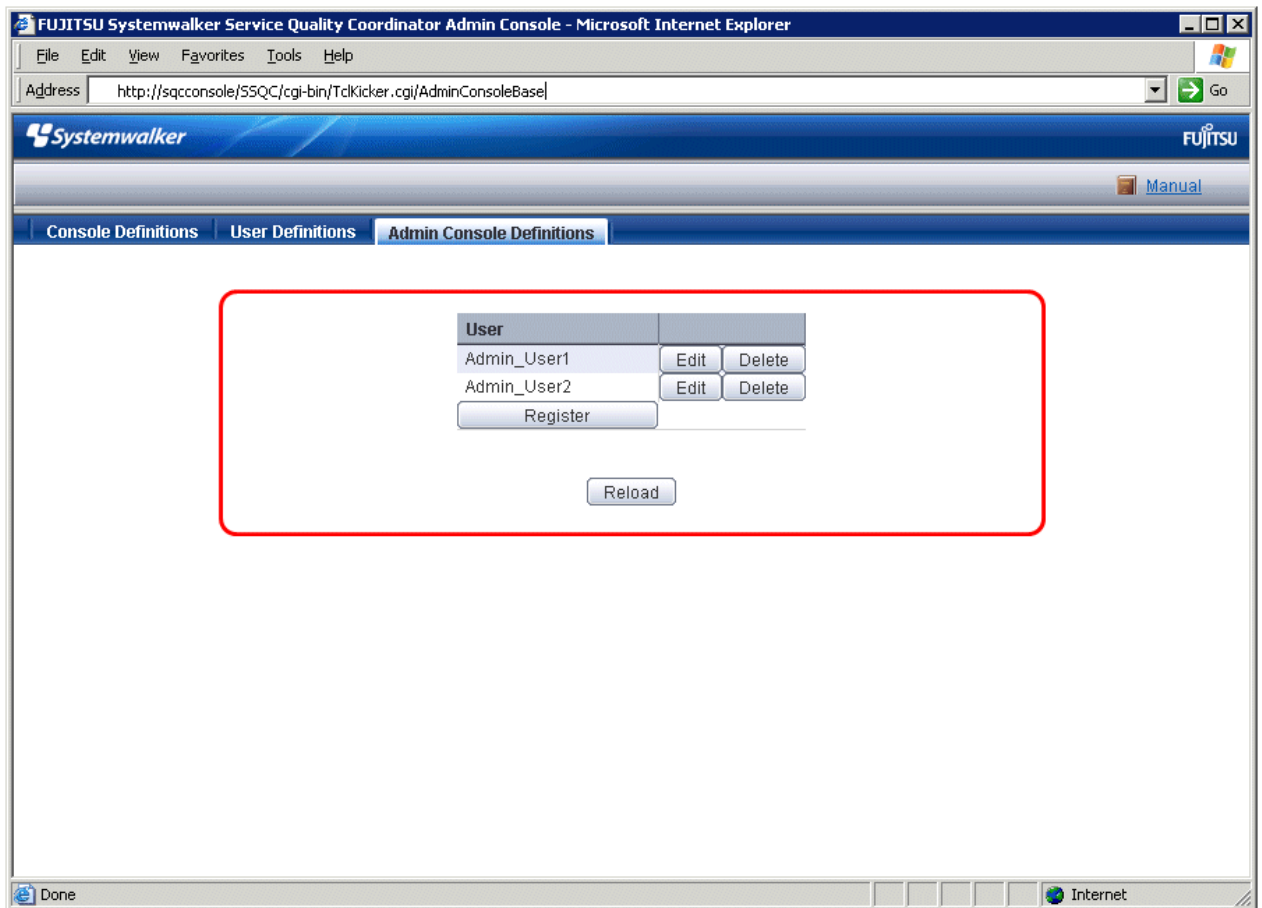 FUJITSU Systemwalker Service Quality Coordinator Admin Console - Microsoft Internet Explorer
File Edit View Favorites Tools Help
Address http://sqcconsole/SSQC/cgi-bin/TclKicker.cgi/AdminConsoleBase Go
Systemwalker FUJITSU
Manual
Console Definitions User Definitions Admin Console Definitions
User
Admin_User1 Edit Delete
Admin_User2 Edit Delete
Register
Reload
Done Internet